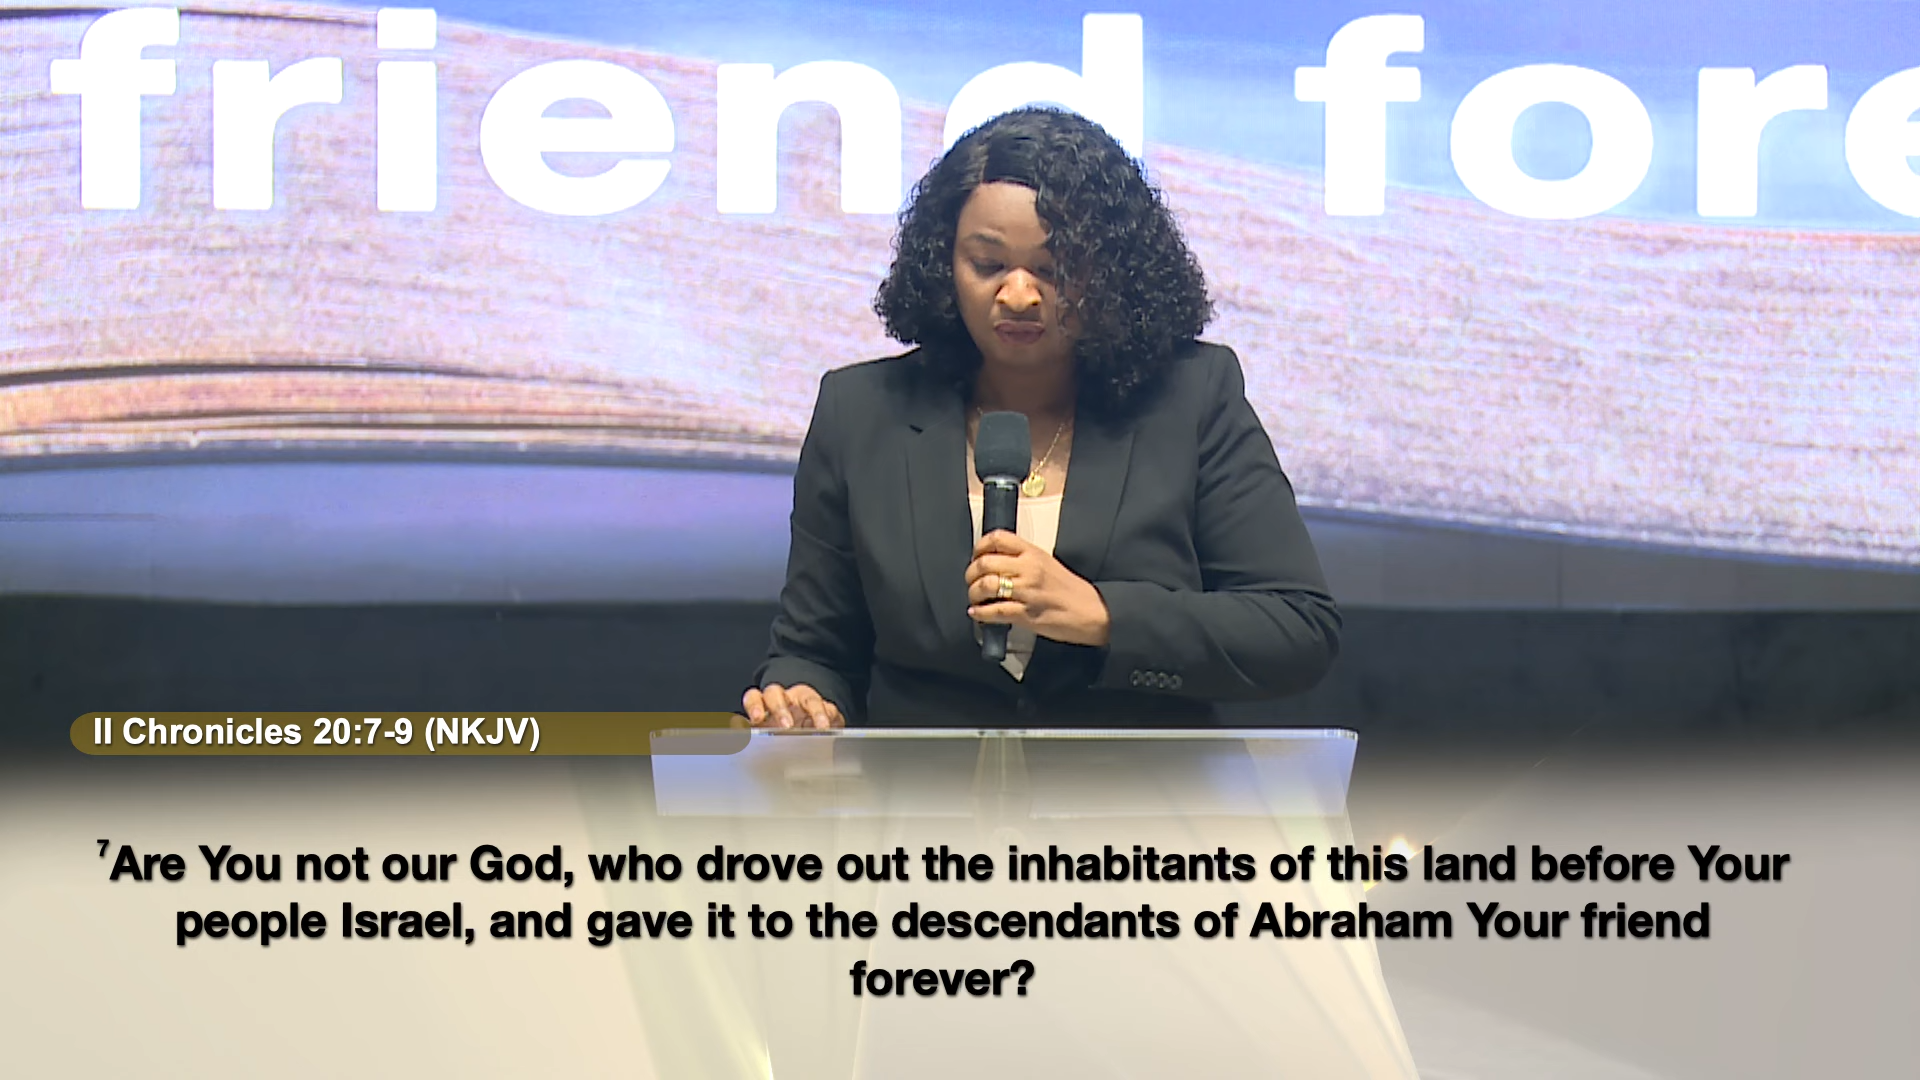 friend fore
II Chronicles 20:7-9 (NKJV)
7Are You not our God, who drove out the inhabitants of this land before Your
people Israel, and gave it to the descendants of Abraham Your friend
forever?